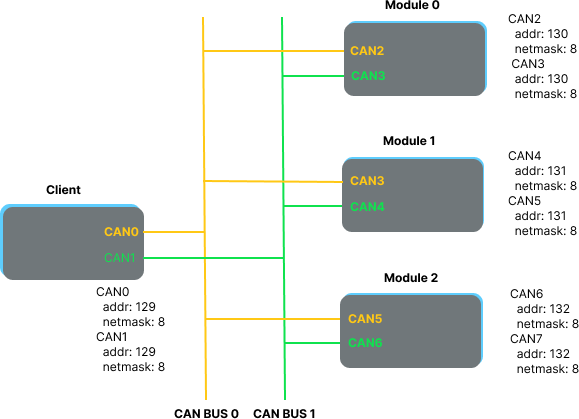 Module 0
CAN2
CAN3
CAN2
addr: 130
netmask: 8
CAN3
addr: 130
netmask: 8
Module 1
CAN3
CAN4
CAN4
addr: 131
netmask: 8
CAN5
addr: 131
netmask: 8
Client
CAN0
CAN1
CAN0
addr: 129
netmask: 8
CAN1
addr: 129
netmask: 8
Module 2
CAN5
CAN6
CAN6
addr: 132
netmask: 8
CAN7
addr: 132
netmask: 8
CAN BUS 0
CAN BUS 1